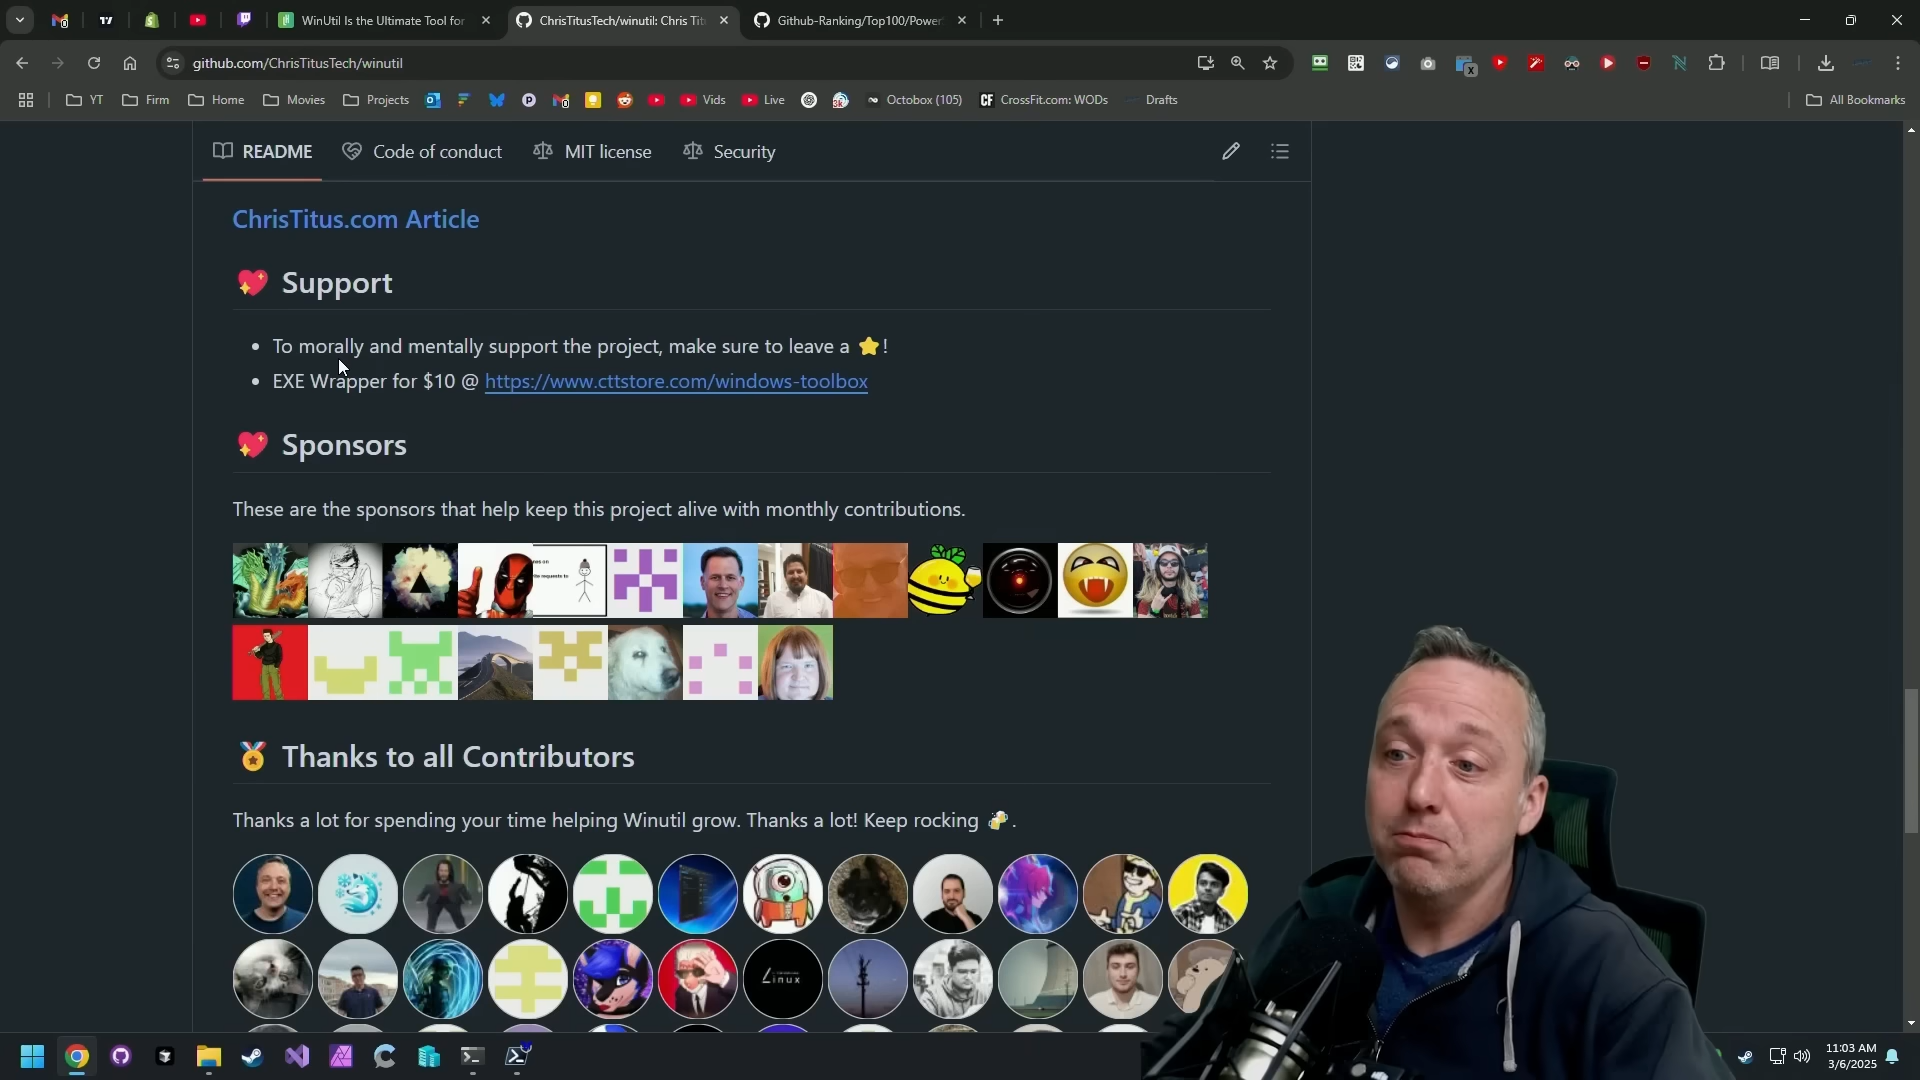 WinUtil Is the Ultimate Tool for
ChrisTitusTech/winutil: Chris Tit
Github-Ranking/Top100/Power
github.com/ChrisTitusTech/winutil
YT
Firm
Home
Movies
Projects
Vids
Live
Octobox (105)
CF CrossFit.com: WODs
Drafts
All Bookmarks
README
Code of conduct
MIT license
Security
ChrisTitus.com Article
💖 Support
• To morally and mentally support the project, make sure to leave a ⭐!
• EXE Wrapper for $10 @ https://www.cttstore.com/windows-toolbox
💖 Sponsors
These are the sponsors that help keep this project alive with monthly contributions.
🏅 Thanks to all Contributors
Thanks a lot for spending your time helping Winutil grow. Thanks a lot! Keep rocking 🍻.
Linux
11:03 AM
3/6/2025